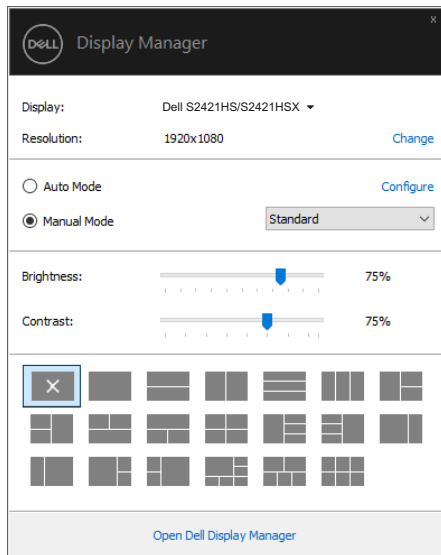 x
DELL Display Manager
Display: Dell S2421HS/S2421HSX
Resolution: 1920x1080 Change
Auto Mode Configure
Manual Mode Standard
Brightness: 75%
Contrast: 75%
Open Dell Display Manager